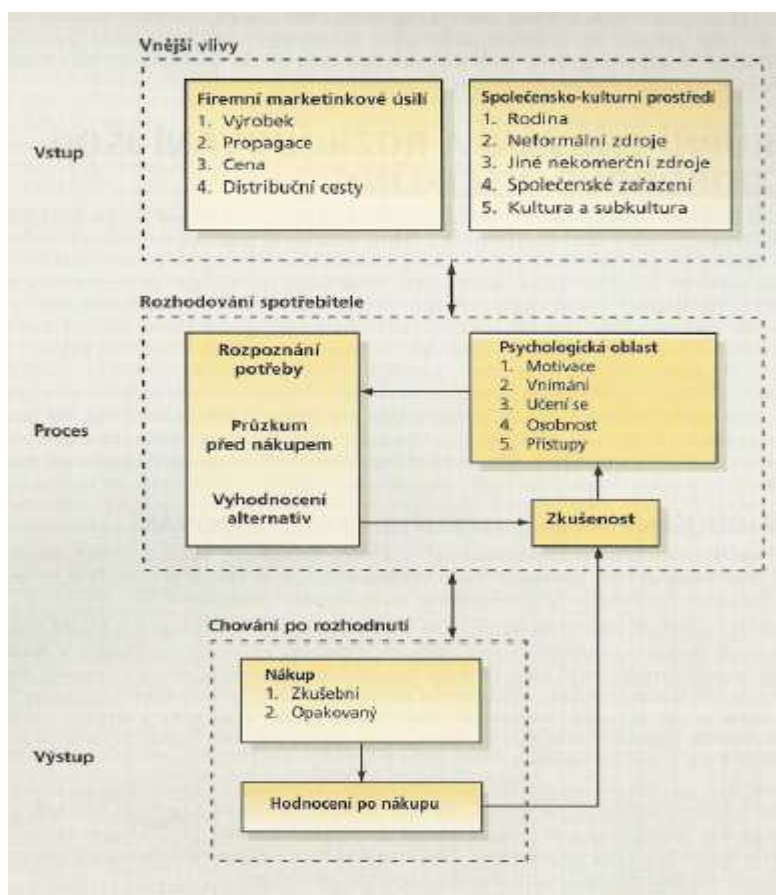 Vnější vlivy
Vstup
Firemní marketinkové úsilí
1. Výrobek
2. Propagace
3. Cena
4. Distribuční cesty
Společensko-kulturní prostředí
1. Rodina
2. Neformální zdroje
3. Jiné nekomerční zdroje
4. Společenské zařazení
5. Kultura a subkultura
Rozhodování spotřebitele
Proces
Rozpoznání
potřeby
Průzkum
před nákupem
Vyhodnocení
alternativ
Psychologická oblast
1. Motivace
2. Vnímání
3. Učení se
4. Osobnost
5. Přístupy
Zkušenost
Chování po rozhodnutí
Výstup
Nákup
1. Zkušební
2. Opakovaný
Hodnocení po nákupu